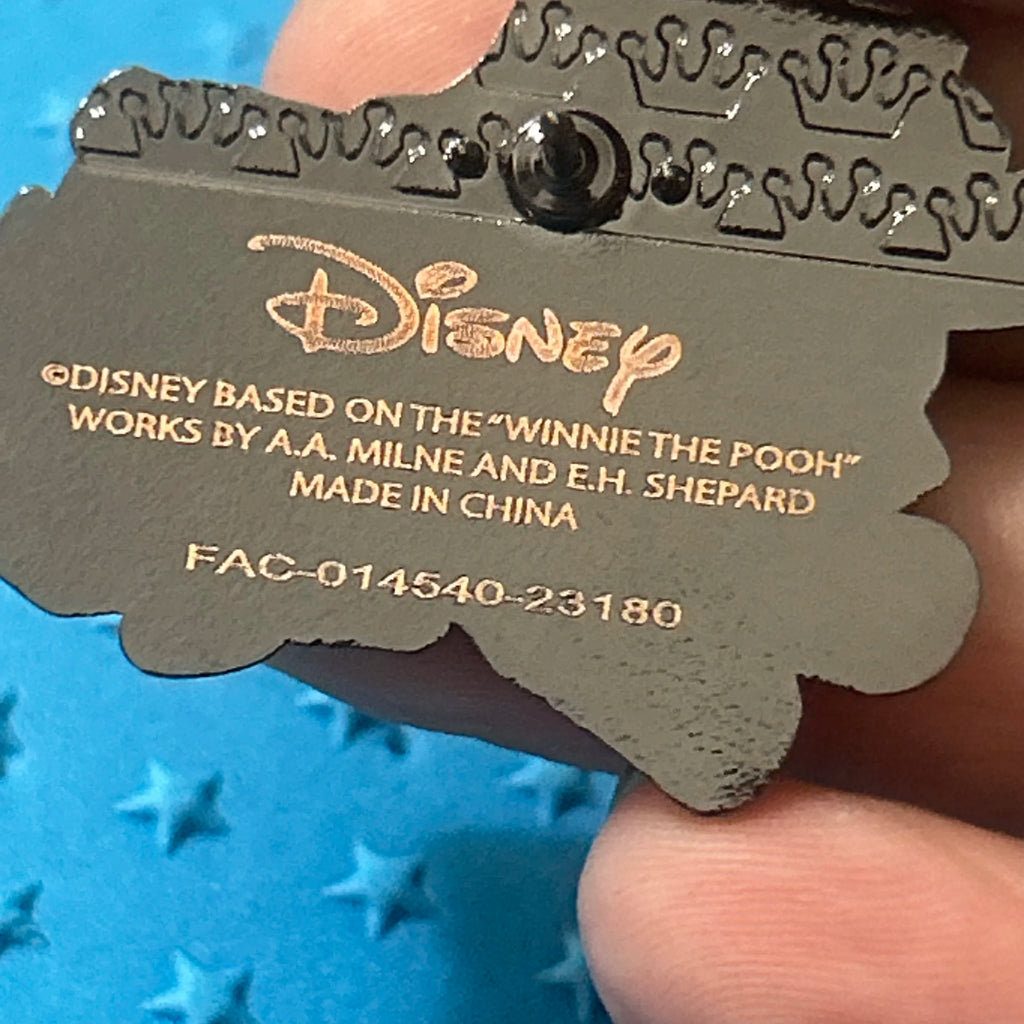 Disney
©DISNEY BASED ON THE "WINNIE THE POOH"
WORKS BY A.A. MILNE AND E.H. SHEPARD
MADE IN CHINA
FAC-014540-23180